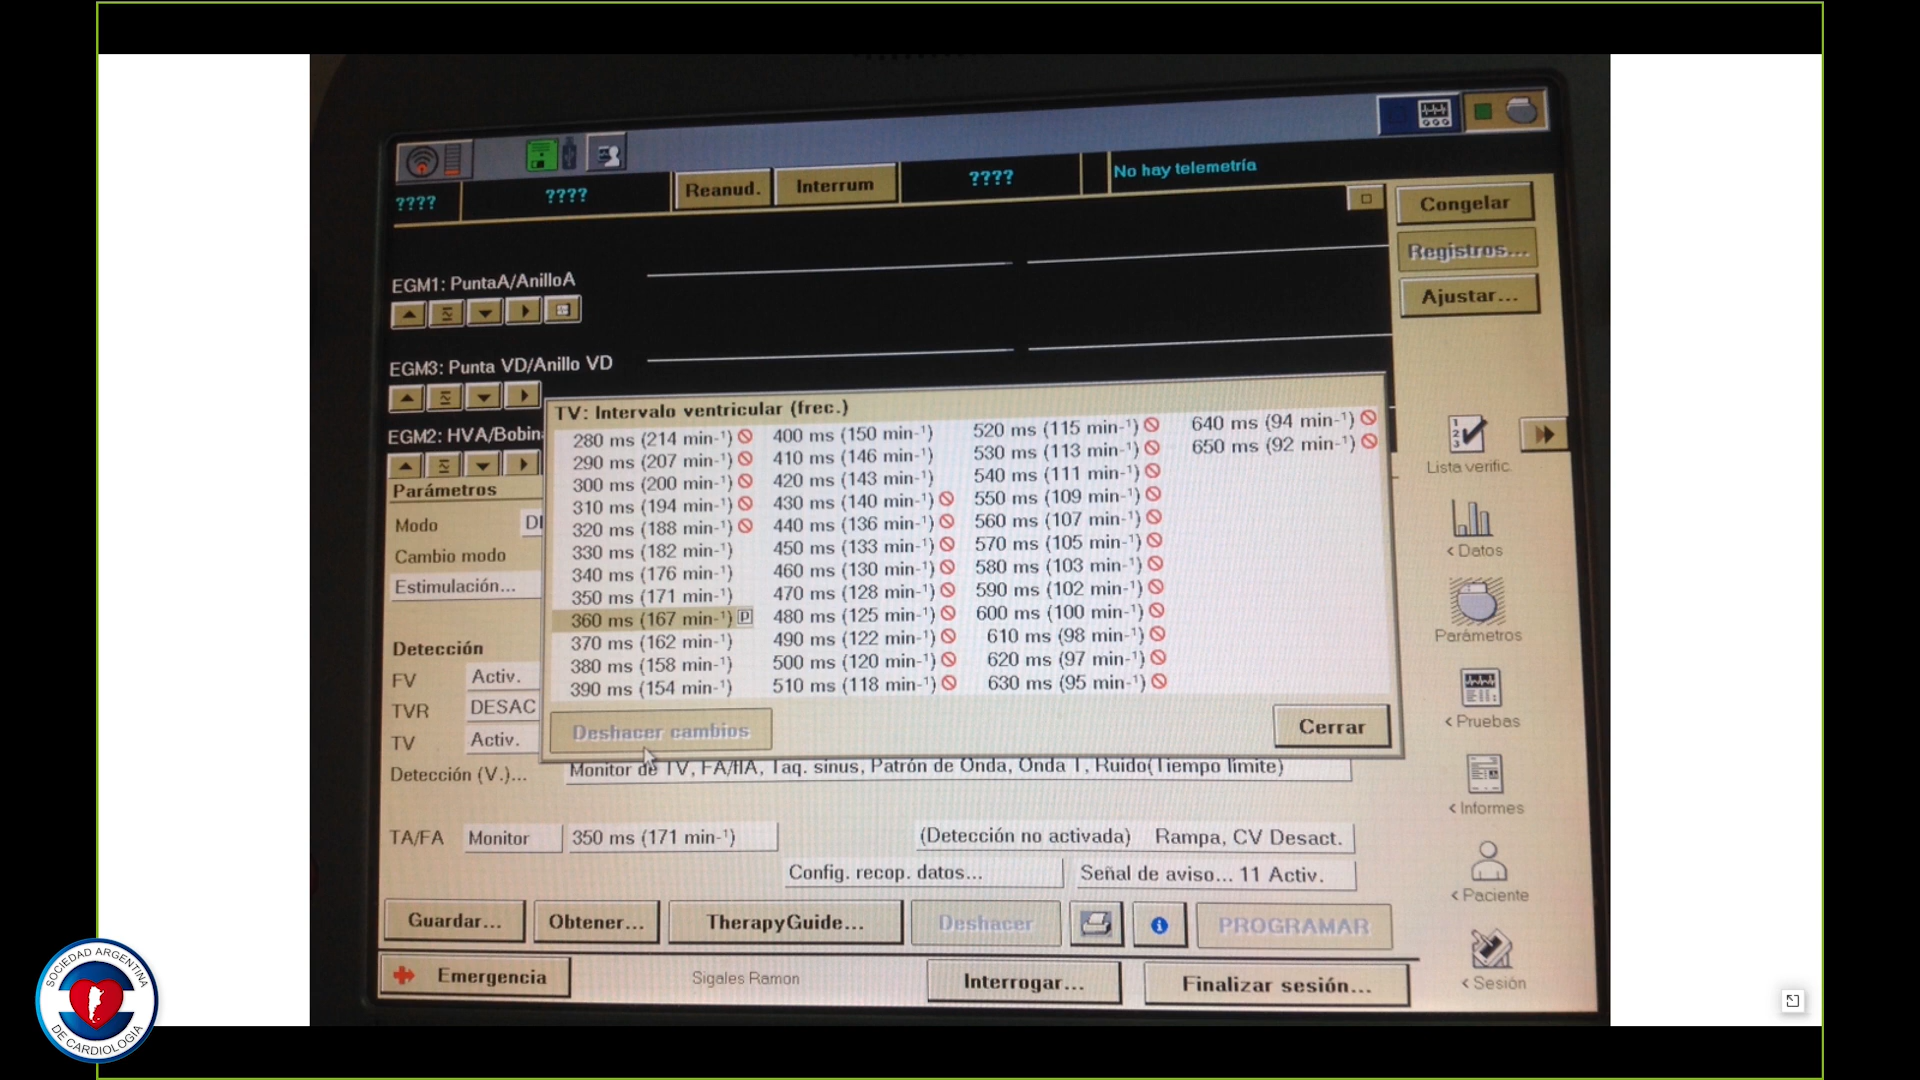 No hay telemetría
????
????
Reanud.
Interrum
????
Congelar
Registros...
Ajustar...
EGM1: PuntaA/AnilloA
EGM3: Punta VD/Anillo VD
EGM2: HVA/Bobin
TV: Intervalo ventricular (frec.)
280 ms (214 min-¹)
290 ms (207 min-¹)
300 ms (200 min-¹)
310 ms (194 min-¹)
320 ms (188 min-¹)
330 ms (182 min-¹)
340 ms (176 min-¹)
350 ms (171 min-¹)
360 ms (167 min-¹) P
370 ms (162 min-¹)
380 ms (158 min-¹)
390 ms (154 min-¹)
400 ms (150 min-¹)
410 ms (146 min-¹)
420 ms (143 min-¹)
430 ms (140 min-¹)
440 ms (136 min-¹)
450 ms (133 min-¹)
460 ms (130 min-¹)
470 ms (128 min-¹)
480 ms (125 min-¹)
490 ms (122 min-¹)
500 ms (120 min-¹)
510 ms (118 min-¹)
520 ms (115 min-¹)
530 ms (113 min-¹)
540 ms (111 min-¹)
550 ms (109 min-¹)
560 ms (107 min-¹)
570 ms (105 min-¹)
580 ms (103 min-¹)
590 ms (102 min-¹)
600 ms (100 min-¹)
610 ms (98 min-¹)
620 ms (97 min-¹)
630 ms (95 min-¹)
640 ms (94 min-¹)
650 ms (92 min-¹)
Deshacer cambios
Cerrar
Parámetros
Modo
Cambio modo
Estimulación...
Detección
FV Activ.
TVR DESAC
TV Activ.
Detección (V.)... Monitor de TV, FA/flA, Taq. sinus, Patrón de Onda, Onda T, Ruido(Tiempo límite)
TA/FA Monitor 350 ms (171 min-¹) (Detección no activada) Rampa, CV Desact.
Config. recop. datos... Señal de aviso... 11 Activ.
Guardar... Obtener... TherapyGuide... Deshacer PROGRAMAR
Emergencia Sigales Ramon Interrogar... Finalizar sesión...
1
2
3
Lista verific.
< Datos
Parámetros
< Pruebas
< Informes
< Paciente
< Sesión
SOCIEDAD ARGENTINA
DE CARDIOLOGÍA